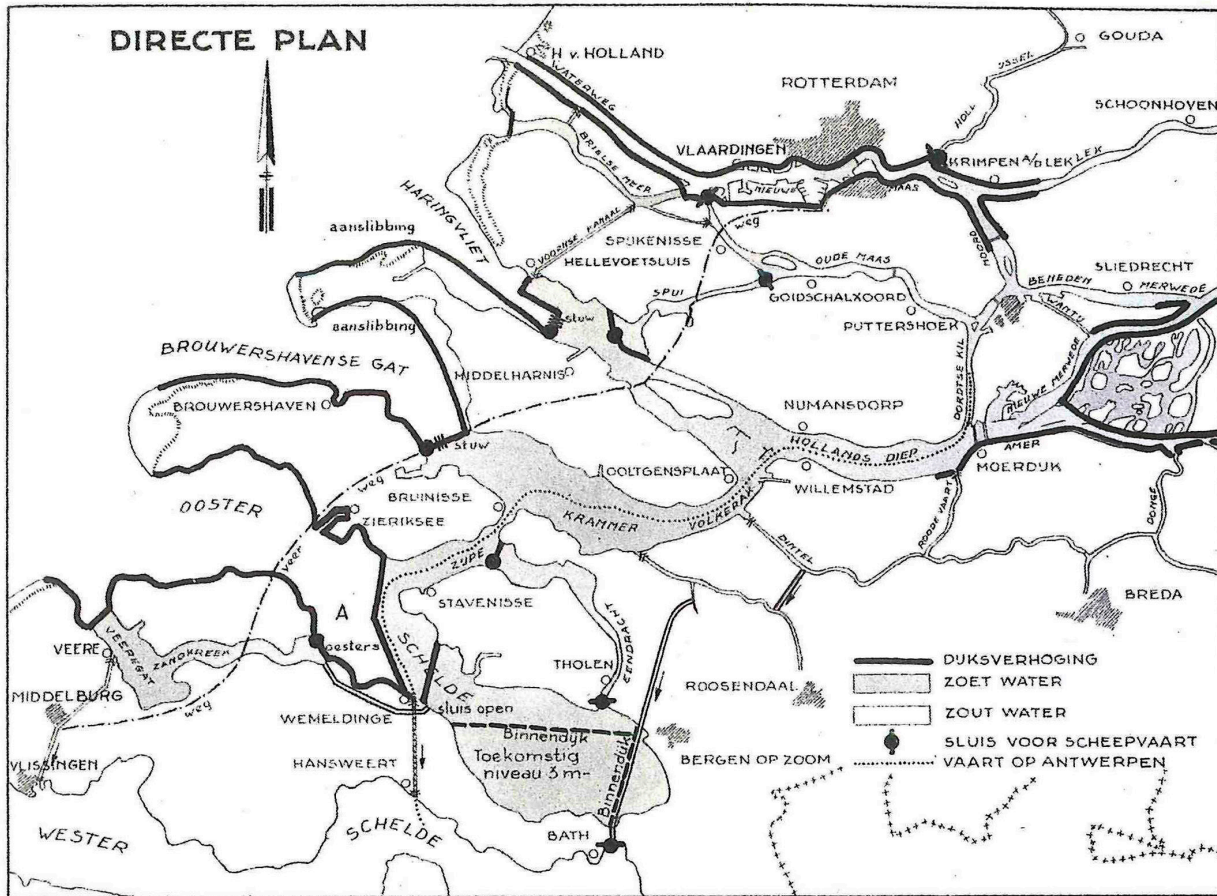 DIRECTE PLAN
GOUDA
H v. HOLLAND
WATERWEG
IJSSEL
ROTTERDAM
HOLL
SCHOONHOVEN
VLAARDINGEN
KRIMPEN A/D LEK
LEK
BRIELSE MEER
NIEUWE
MAAS
HARINGVLIET
aanslibbing
VOORNSE KANAAL
weg
SPIJKENISSE
HELLEVOETSLUIS
NOORD
OUDE MAAS
BENEDEN
SLIEDRECHT
MERWEDE
SPUI
GOIDSCHALXOORD
WANTIJ
aanslibbing
stuw
PUTTERSHOEK
BROUWERSHAVENSE GAT
MIDDELHARNIS
DORDTSE KIL
NIEUWE MERWEDE
BROUWERSHAVEN
NUMANSDORP
stuw
HOLLANDS DIEP
AMER
MOERDIJK
OOLTGENSPLAAT
WILLEMSTAD
weg
BRUINISSE
OOSTER
ZIERIKSEE
KRAMMER
VOLKERAK
ROODE VAART
DONGE
veer
DINTEL
ZIJPE
A
STAVENISSE
BREDA
VEEREGAT
ZANDKREEK
oesters
SCHELDE
EENDRACHT
VEERE
THOLEN
DIJKSVERHOGING
MIDDELBURG
ROOSENDAAL
ZOET WATER
weg
WEMELDINGE
sluis open
ZOUT WATER
Binnendijk
Toekomstig
niveau 3 m-
Binnendijk
SLUIS VOOR SCHEEPVAART
VLISSINGEN
HANSWEERT
BERGEN OP ZOOM
VAART OP ANTWERPEN
WESTER
SCHELDE
BATH